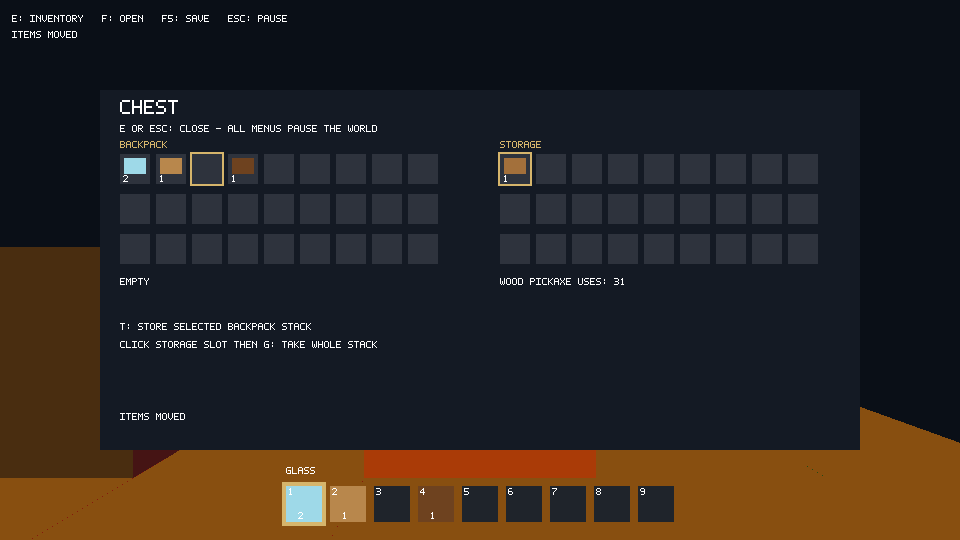 E: INVENTORY F: OPEN F5: SAVE ESC: PAUSE
ITEMS MOVED
CHEST
E OR ESC: CLOSE - ALL MENUS PAUSE THE WORLD
BACKPACK STORAGE
2 1 1 1
EMPTY WOOD PICKAXE USES: 31
T: STORE SELECTED BACKPACK STACK
CLICK STORAGE SLOT THEN G: TAKE WHOLE STACK
ITEMS MOVED
GLASS
1 2 3 4 5 6 7 8 9
2 1 1